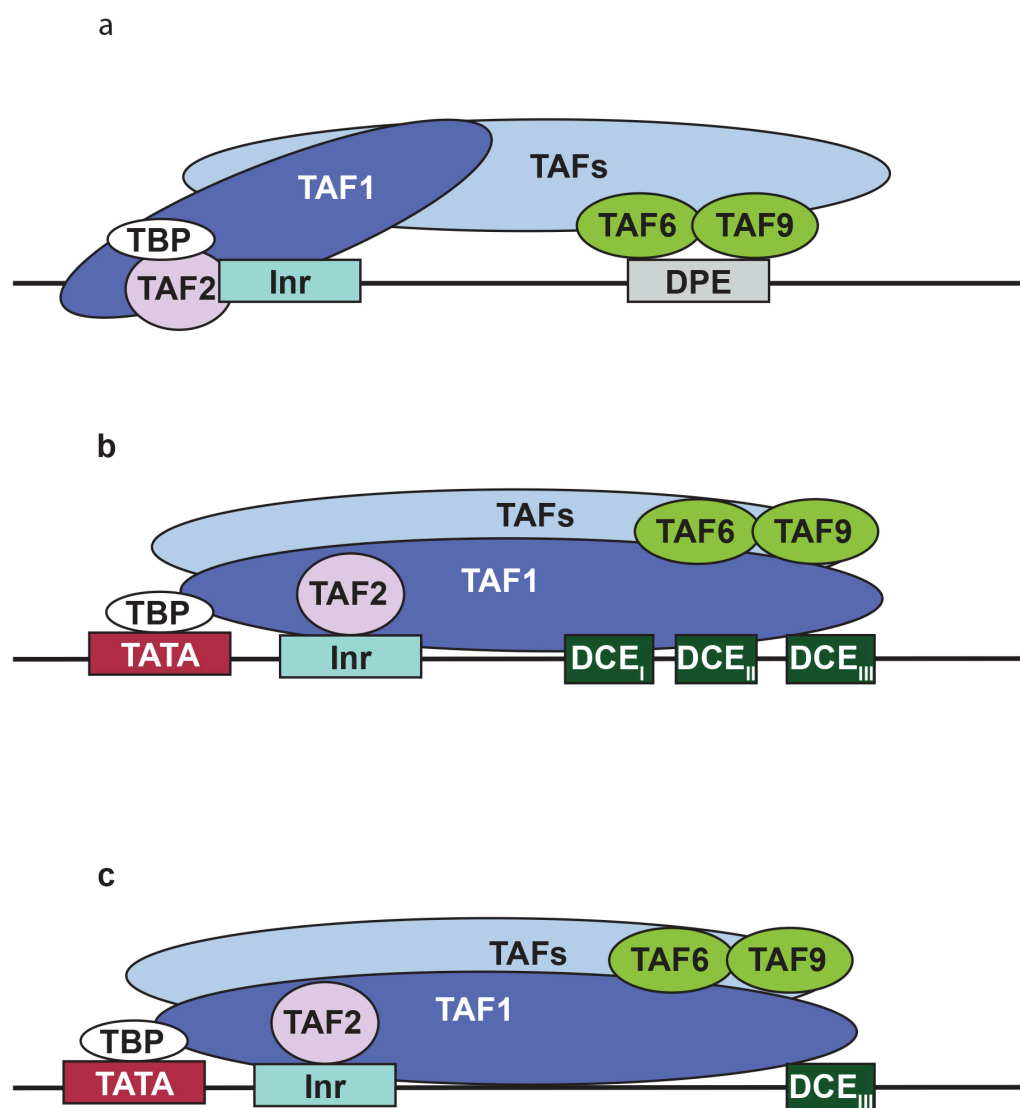 a
TAFs
TAF1
TAF6 TAF9
TBP
TAF2 Inr DPE
b
TAFs
TAF6 TAF9
TAF1
TAF2
TBP
TATA Inr DCEI DCEII DCEIII
c
TAFs TAF6 TAF9
TAF1
TAF2
TBP
TATA Inr DCEIII